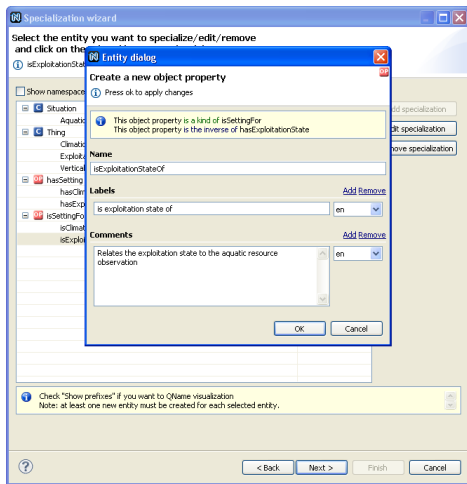 Specialization wizard
Select the entity you want to specialize/edit/remove
and click on the
isExploitationStat
Show namespace
Situation
Aquatic
Thing
Climatic
Exploita
Vertical
hasSetting
hasClim
hasExp
isSettingFo
isClimat
isExploi
dd specialization
dit specialization
nove specialization
Entity dialog
Create a new object property
Press ok to apply changes
This object property is a kind of isSettingFor
This object property is the inverse of hasExploitationState
Name
isExploitationStateOf
Labels
Add Remove
is exploitation state of
en
Comments
Add Remove
Relates the exploitation state to the aquatic resource
observation
en
OK Cancel
Check "Show prefixes" if you want to QName visualization
Note: at least one new entity must be created for each selected entity.
< Back Next > Finish Cancel